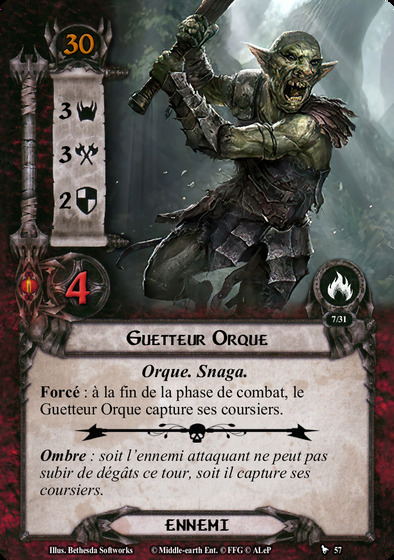 30
3
3
2
4
7/31
Guetteur Orque
Orque. Snaga.
Forcé : à la fin de la phase de combat, le
Guetteur Orque capture ses coursiers.
Ombre : soit l'ennemi attaquant ne peut pas
subir de dégâts ce tour, soit il capture ses
coursiers.
ENNEMI
Illus. Bethesda Softworks © Middle-earth Ent. © FFG © ALeP 57